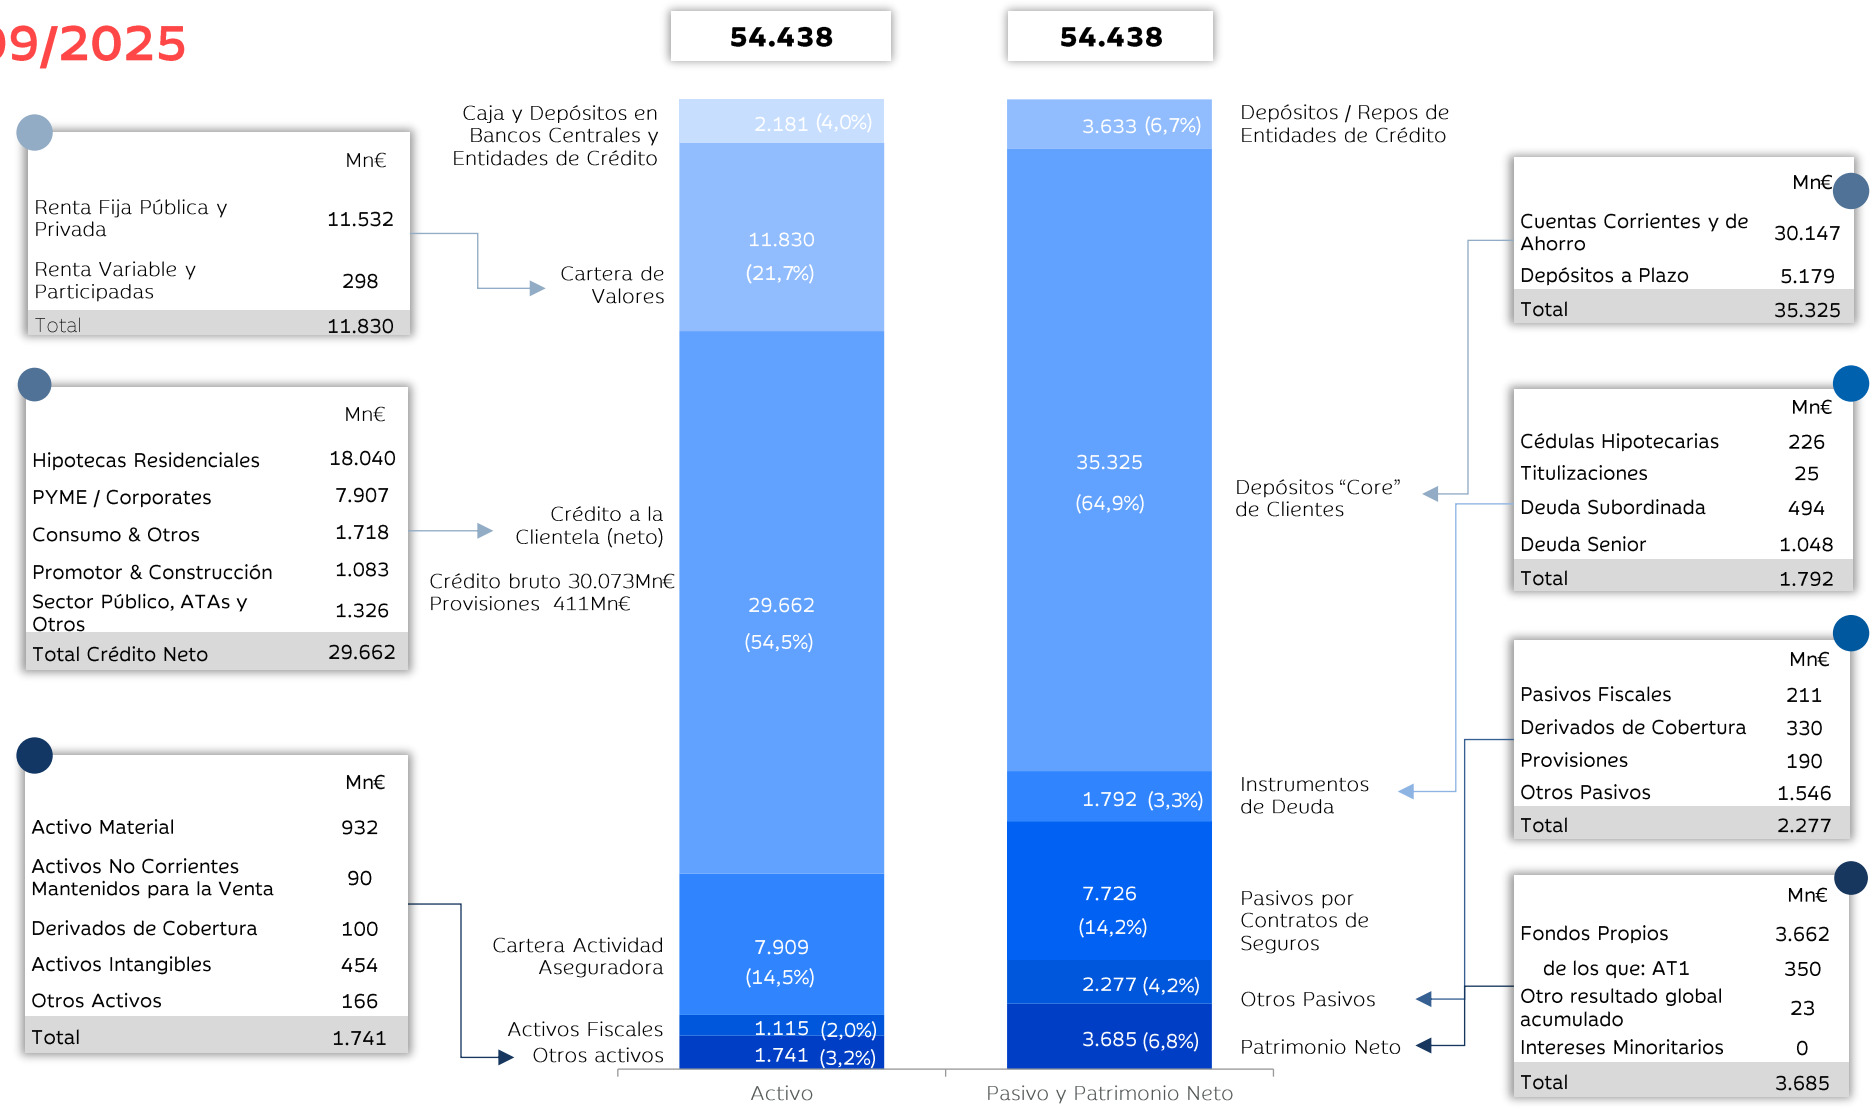 09/2025
54.438
54.438
Mn€
Renta Fija Pública y
Privada
11.532
Renta Variable y
Participadas
298
Total 11.830
Mn€
Hipotecas Residenciales 18.040
PYME / Corporates 7.907
Consumo & Otros 1.718
Promotor & Construcción 1.083
Sector Público, ATAs y
Otros
1.326
Total Crédito Neto 29.662
Mn€
Activo Material 932
Activos No Corrientes
Mantenidos para la Venta
90
Derivados de Cobertura 100
Activos Intangibles 454
Otros Activos 166
Total 1.741
Caja y Depósitos en
Bancos Centrales y
Entidades de Crédito
Cartera de
Valores
Crédito a la
Clientela (neto)
Crédito bruto 30.073Mn€
Provisiones 411Mn€
Cartera Actividad
Aseguradora
Activos Fiscales
Otros activos
2.181 (4,0%)
11.830
(21,7%)
29.662
(54,5%)
7.909
(14,5%)
1.115 (2,0%)
1.741 (3,2%)
Activo
3.633 (6,7%)
35.325
(64,9%)
1.792 (3,3%)
7.726
(14,2%)
2.277 (4,2%)
3.685 (6,8%)
Pasivo y Patrimonio Neto
Depósitos / Repos de
Entidades de Crédito
Depósitos “Core”
de Clientes
Instrumentos
de Deuda
Pasivos por
Contratos de
Seguros
Otros Pasivos
Patrimonio Neto
Mn€
Cuentas Corrientes y de
Ahorro
30.147
Depósitos a Plazo 5.179
Total 35.325
Mn€
Cédulas Hipotecarias 226
Titulizaciones 25
Deuda Subordinada 494
Deuda Senior 1.048
Total 1.792
Mn€
Pasivos Fiscales 211
Derivados de Cobertura 330
Provisiones 190
Otros Pasivos 1.546
Total 2.277
Mn€
Fondos Propios 3.662
de los que: AT1 350
Otro resultado global
acumulado
23
Intereses Minoritarios 0
Total 3.685